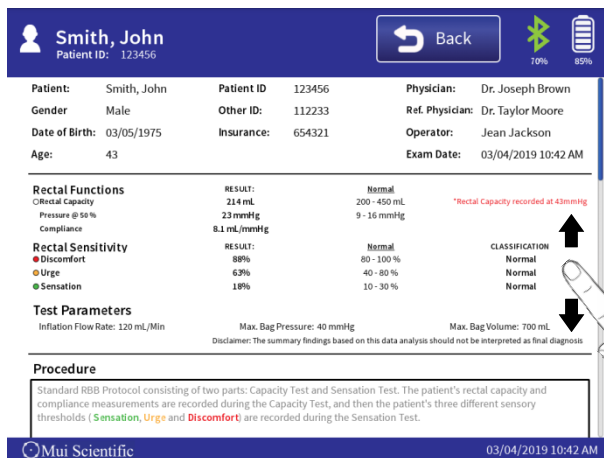 Smith, John
Patient ID: 123456
Back
70%
85%
Patient: Smith, John Patient ID 123456 Physician: Dr. Joseph Brown
Gender Male Other ID: 112233 Ref. Physician: Dr. Taylor Moore
Date of Birth: 03/05/1975 Insurance: 654321 Operator: Jean Jackson
Age: 43 Exam Date: 03/04/2019 10:42 AM
Rectal Functions RESULT: Normal
Rectal Capacity 214 mL 200 - 450 mL *Rectal Capacity recorded at 43mmHg
Pressure @ 50 % 23 mmHg 9 - 16 mmHg
Compliance 8.1 mL/mmHg
Rectal Sensitivity RESULT: Normal CLASSIFICATION
Discomfort 88% 80 - 100 % Normal
Urge 63% 40 - 80 % Normal
Sensation 18% 10 - 30 % Normal
Test Parameters
Inflation Flow Rate: 120 mL/Min Max. Bag Pressure: 40 mmHg Max. Bag Volume: 700 mL
Disclaimer: The summary findings based on this data analysis should not be interpreted as final diagnosis
Procedure
Standard RBB Protocol consisting of two parts: Capacity Test and Sensation Test. The patient's rectal capacity and
compliance measurements are recorded during the Capacity Test, and then the patient's three different sensory
thresholds ( Sensation, Urge and Discomfort) are recorded during the Sensation Test.
Mui Scientific 03/04/2019 10:42 AM